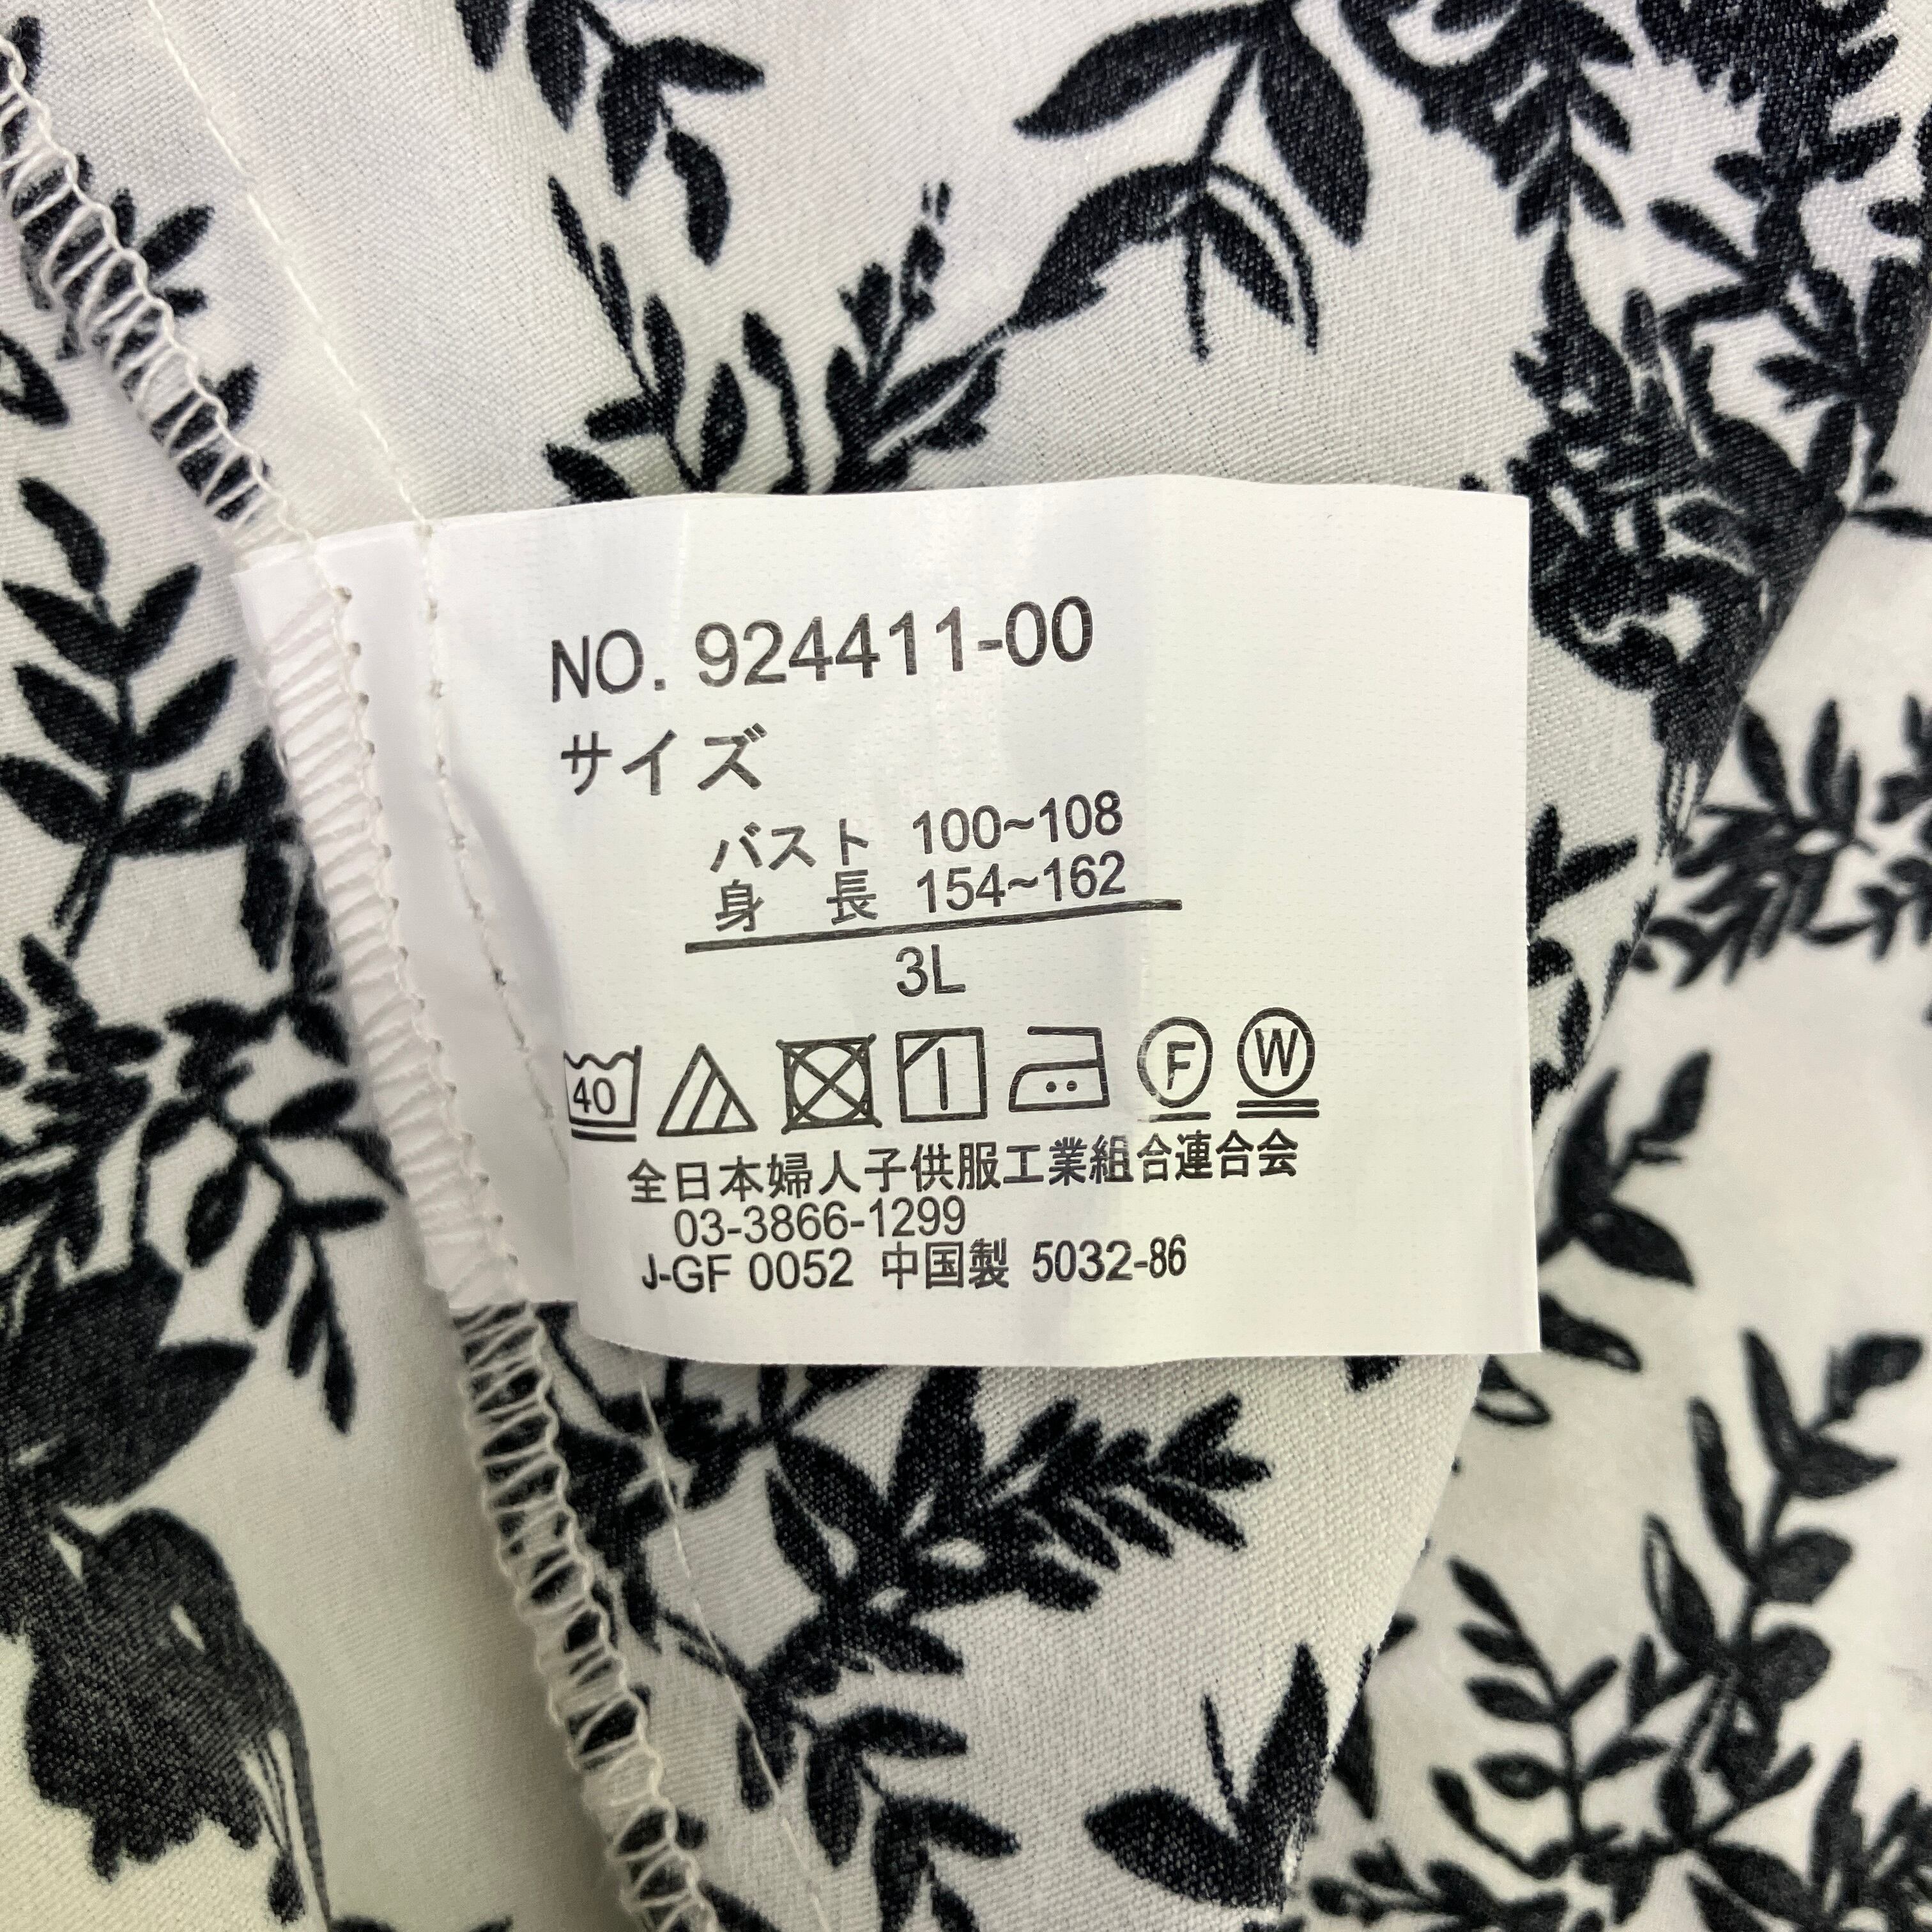 NO. 924411-00
サイズ
バスト 100~108
身長 154~162
3L
40 F W
全日本婦人子供服工業組合連合会
03-3866-1299
J-GF 0052 中国製 5032-86